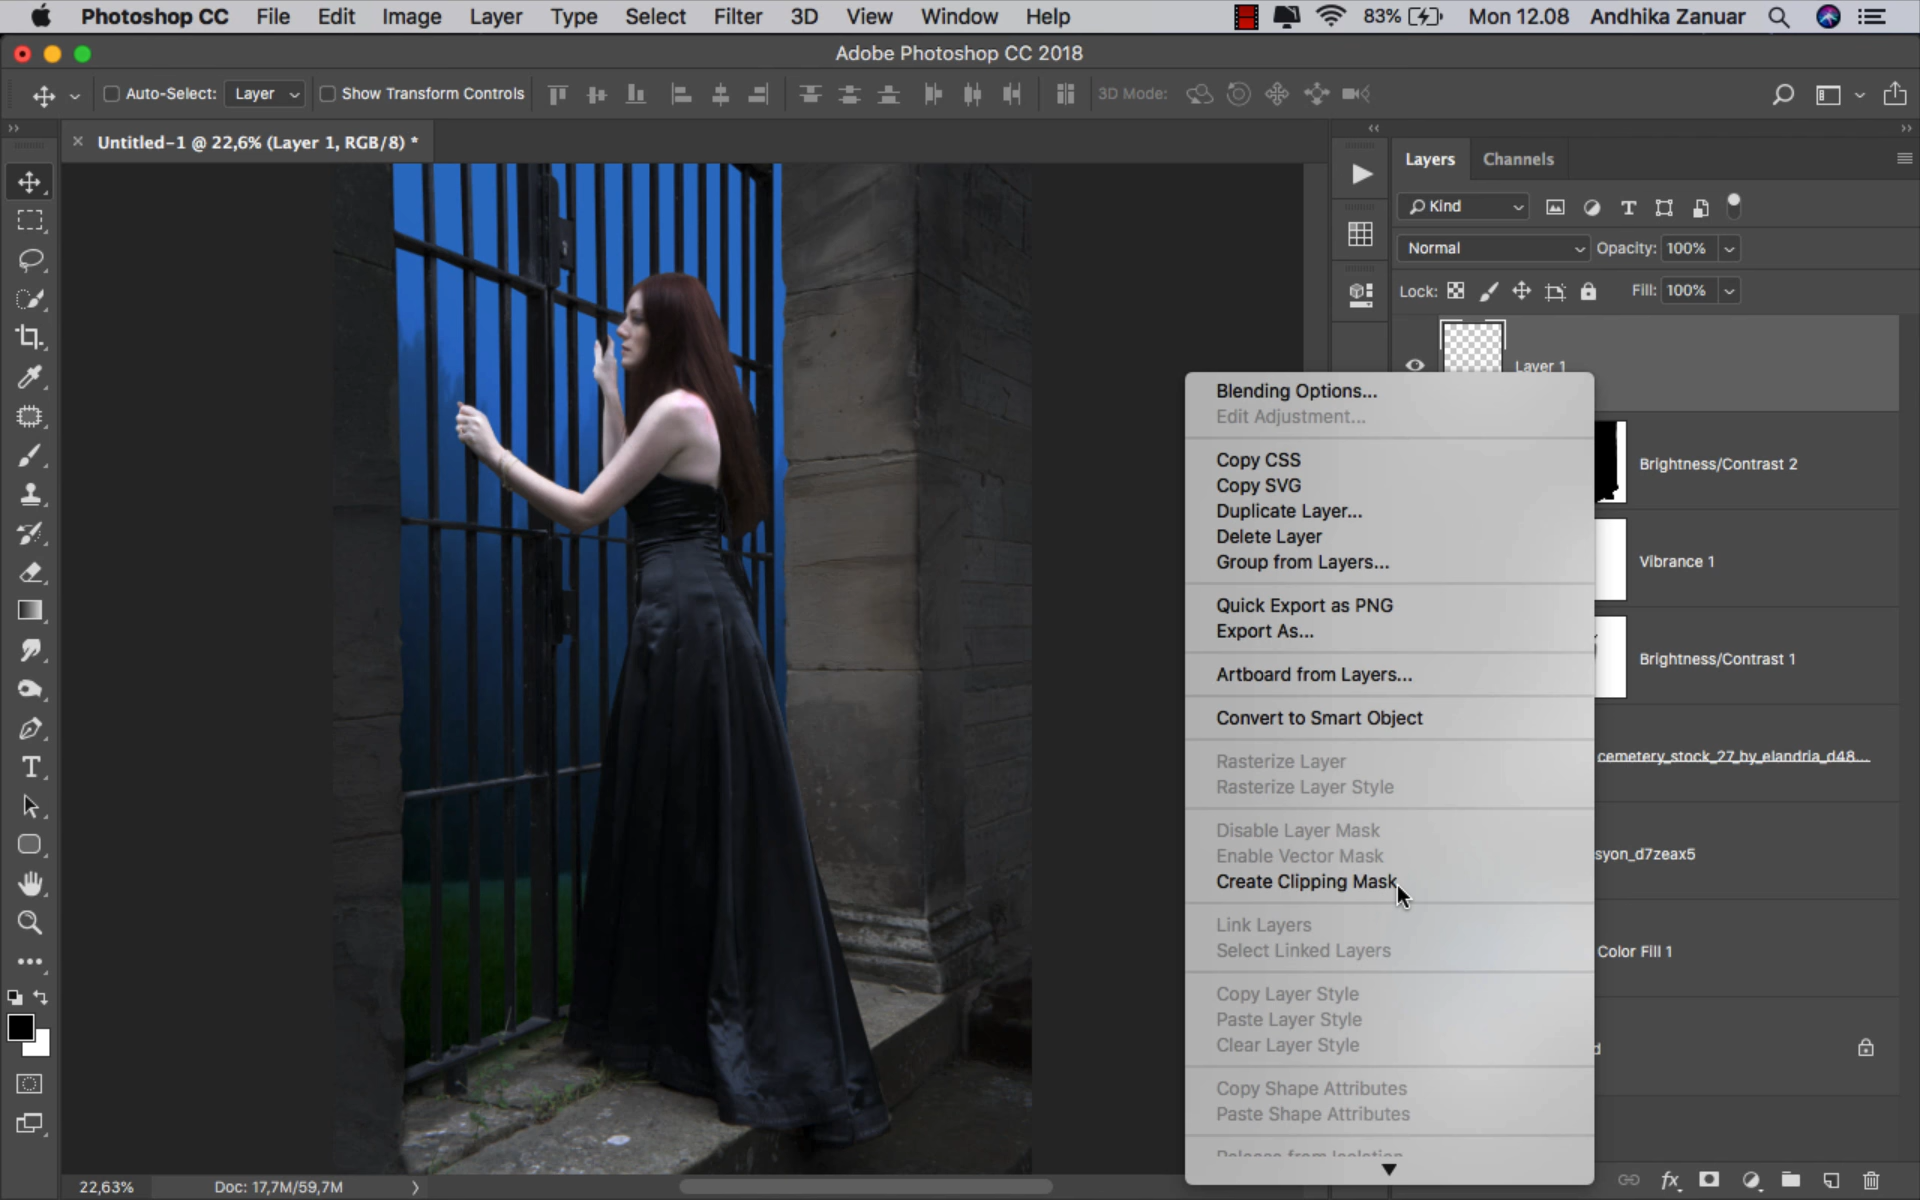 Photoshop CC File Edit Image Layer Type Select Filter 3D View Window Help 83% Mon 12.08 Andhika Zanuar
Adobe Photoshop CC 2018
Auto-Select: Layer Show Transform Controls 3D Mode:
Untitled-1 @ 22,6% (Layer 1, RGB/8) *
Layers Channels
Kind
Normal Opacity: 100%
Lock: Fill: 100%
Layer 1
Blending Options...
Edit Adjustment...
Copy CSS
Copy SVG
Duplicate Layer...
Delete Layer
Group from Layers...
Quick Export as PNG
Export As...
Artboard from Layers...
Convert to Smart Object
Rasterize Layer
Rasterize Layer Style
Disable Layer Mask
Enable Vector Mask
Create Clipping Mask
Link Layers
Select Linked Layers
Copy Layer Style
Paste Layer Style
Clear Layer Style
Copy Shape Attributes
Paste Shape Attributes
Release from Isolation
Brightness/Contrast 2
Vibrance 1
Brightness/Contrast 1
cemetery_stock_27_by_elandria_d48...
syon_d7zeax5
Color Fill 1
d
22,63% Doc: 17,7M/59,7M